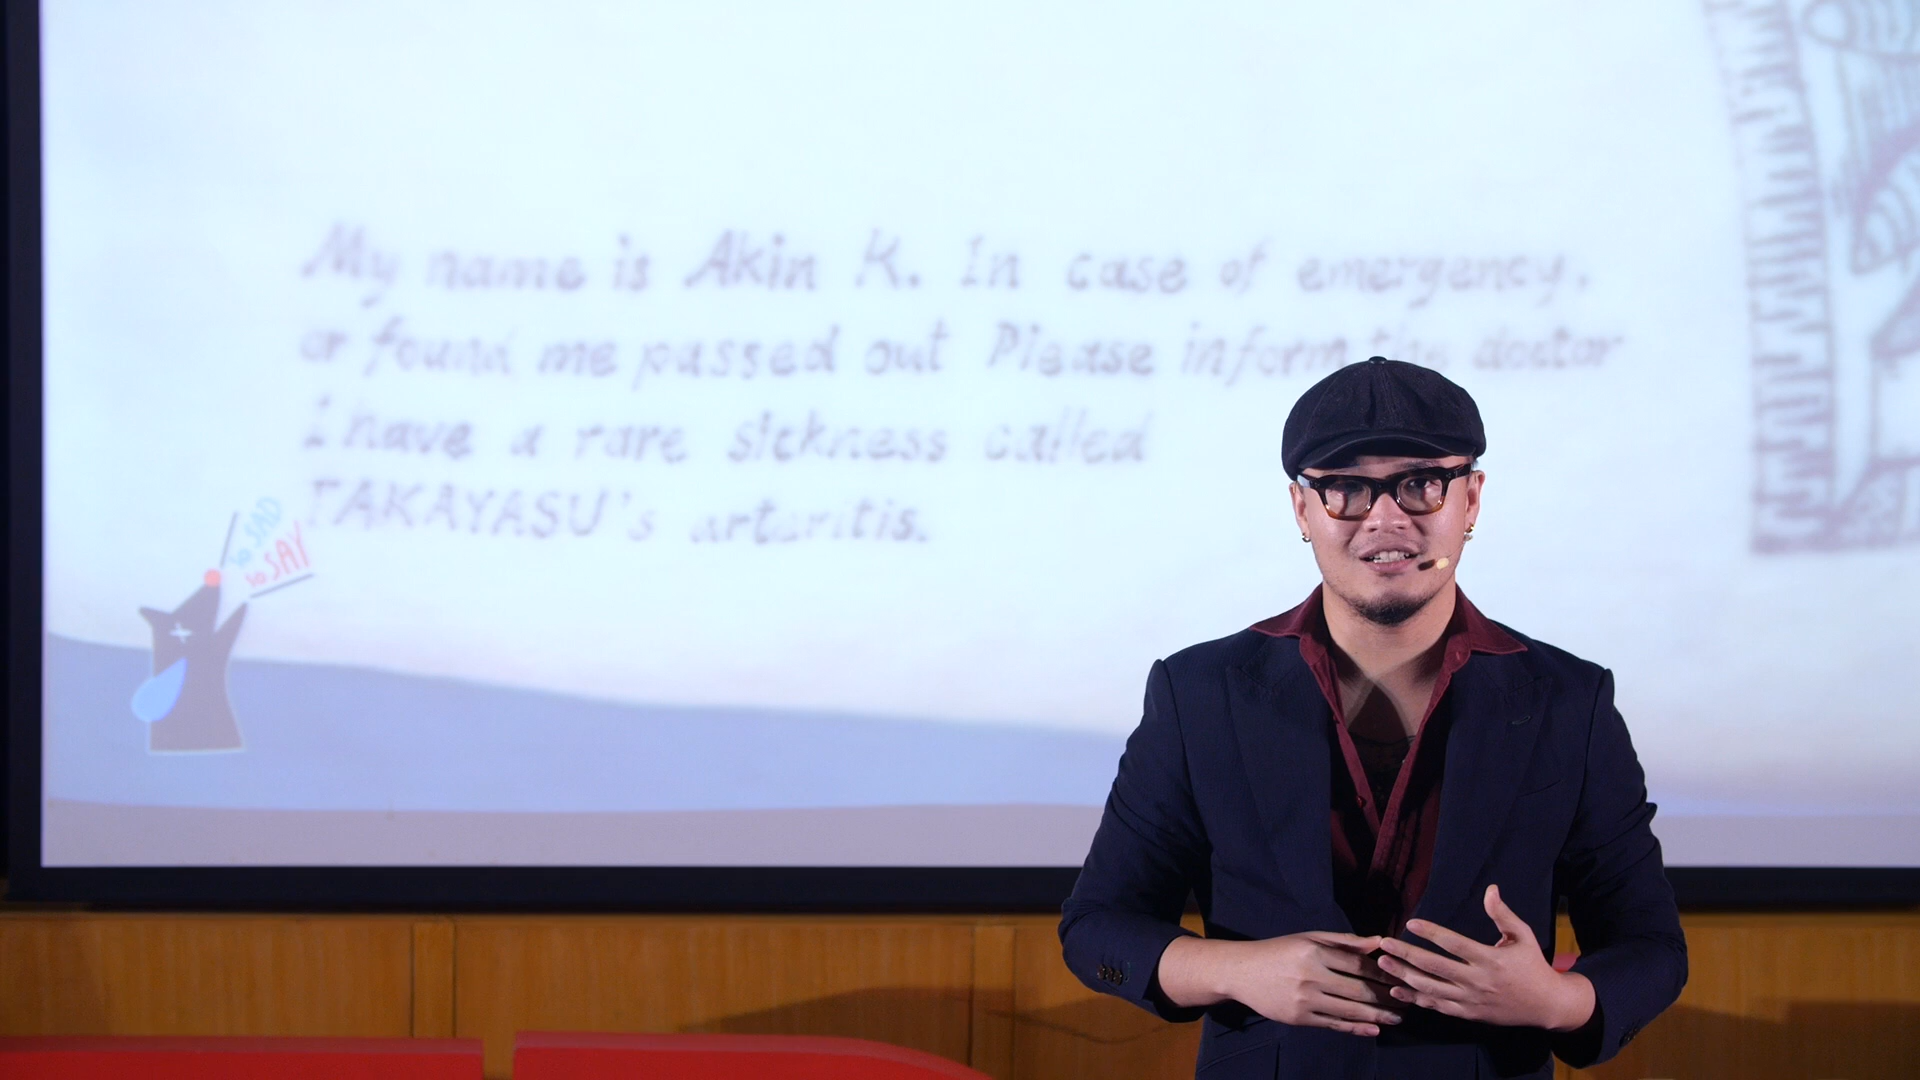 My name is Akin K. In case of emergency,
or found me passed out Please inform the doctor
I have a rare sickness called
TAKAYASU's arteritis.
so SAD
so SAY